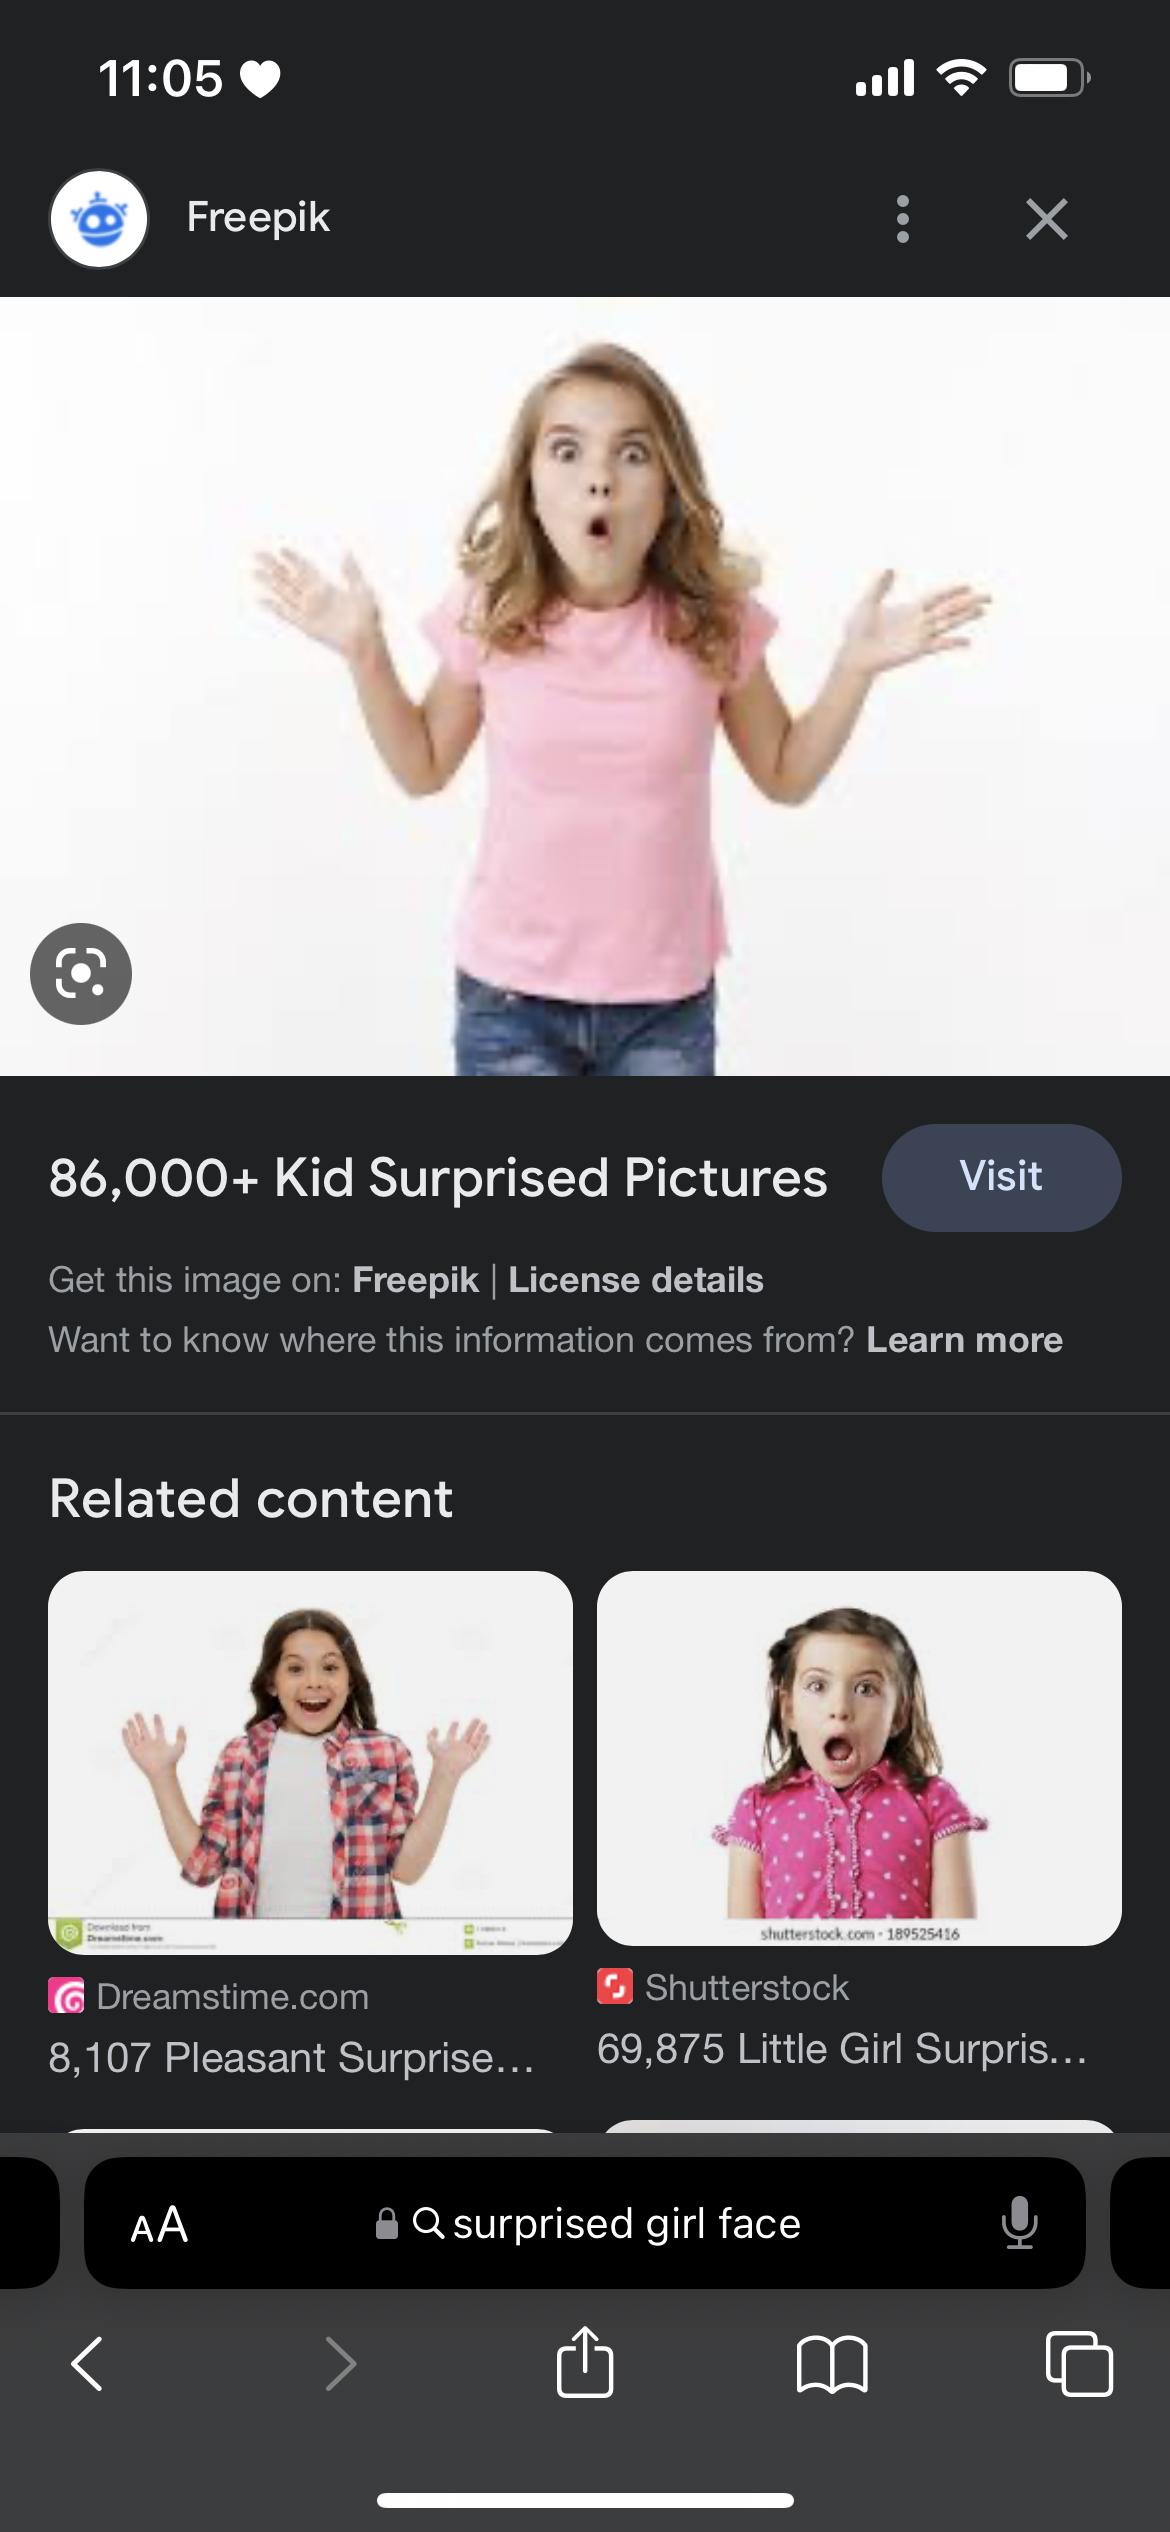 11:05
Freepik
86,000+ Kid Surprised Pictures
Visit
Get this image on: Freepik | License details
Want to know where this information comes from? Learn more
Related content
Download from
Dreamstime.com
shutterstock.com · 189525416
Dreamstime.com
Shutterstock
8,107 Pleasant Surprise...
69,875 Little Girl Surpris...
AA
surprised girl face